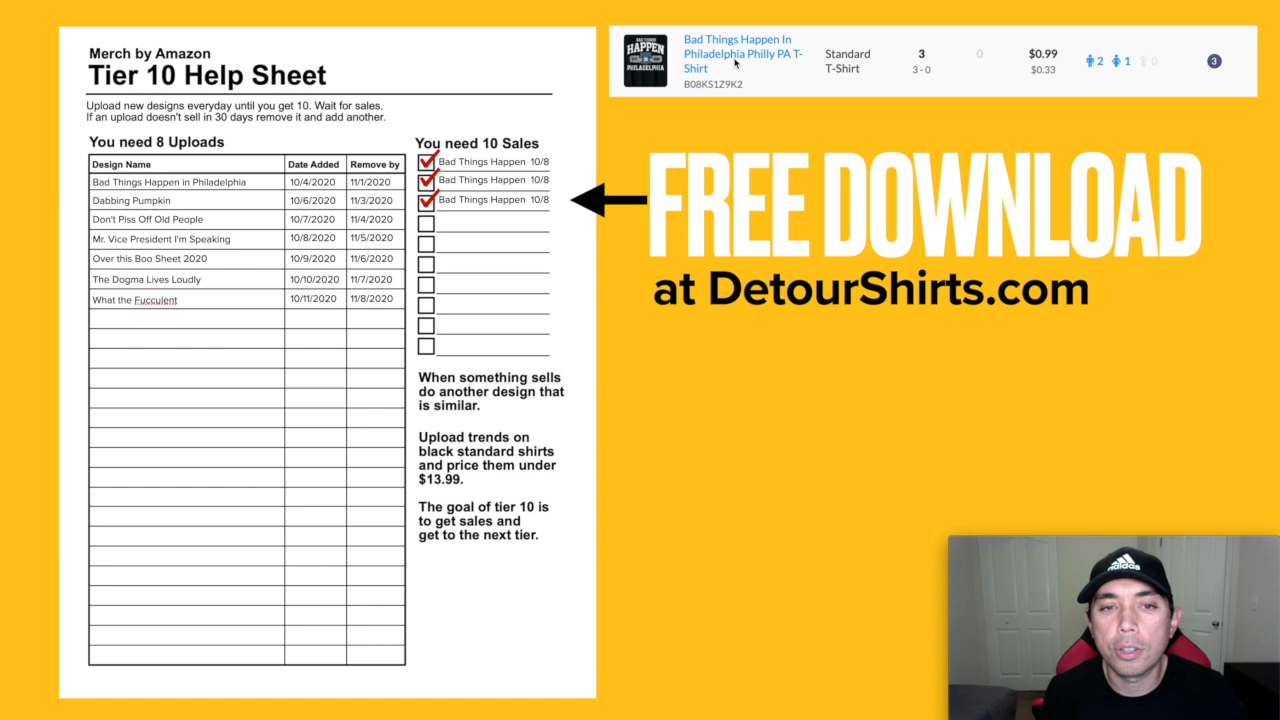 Merch by Amazon
Tier 10 Help Sheet
Upload new designs everyday until you get 10. Wait for sales.
If an upload doesn't sell in 30 days remove it and add another.
You need 8 Uploads
Design Name Date Added Remove by
Bad Things Happen in Philadelphia 10/4/2020 11/1/2020
Dabbing Pumpkin 10/6/2020 11/3/2020
Don't Piss Off Old People 10/7/2020 11/4/2020
Mr. Vice President I'm Speaking 10/8/2020 11/5/2020
Over this Boo Sheet 2020 10/9/2020 11/6/2020
The Dogma Lives Loudly 10/10/2020 11/7/2020
What the Fucculent 10/11/2020 11/8/2020
You need 10 Sales
Bad Things Happen 10/8
Bad Things Happen 10/8
Bad Things Happen 10/8
When something sells
do another design that
is similar.
Upload trends on
black standard shirts
and price them under
$13.99.
The goal of tier 10 is
to get sales and
get to the next tier.
BAD THINGS
HAPPEN
PHILADELPHIA
Bad Things Happen In
Philadelphia Philly PA T-
Shirt
B08KS1Z9K2
Standard
T-Shirt
3
3 - 0
0
$0.99
$0.33
2 1 0
3
FREE DOWNLOAD
at DetourShirts.com
adidas